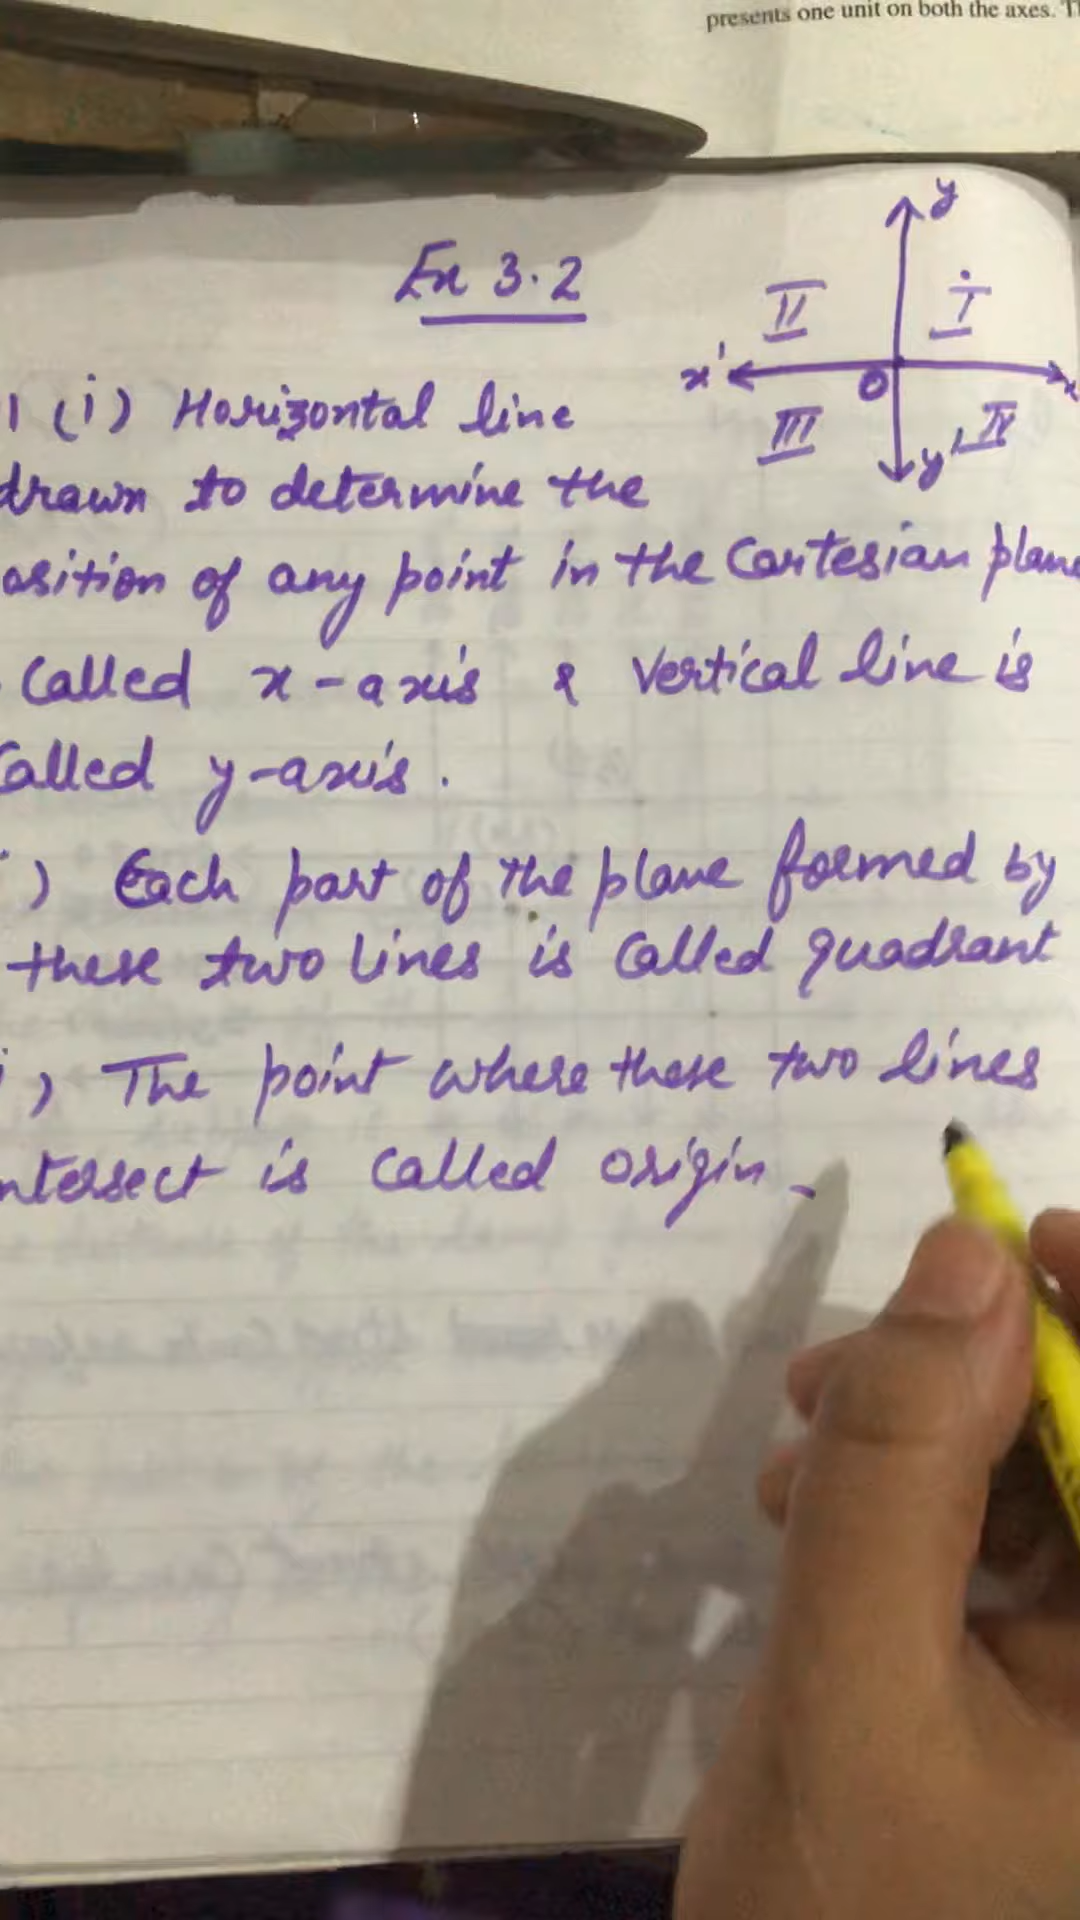 presents one unit on both the axes. T
Ex 3.2
y
II
I
x'
O
x
III
IV
y'
1 (i) Horizontal line
drawn to determine the
osition of any point in the Cartesian plane
Called x-axis & Vertical line is
Called y-axis.
) Each part of the plane formed by
these two lines is Called quadrant
) The point where these two lines
ntersect is called origin.